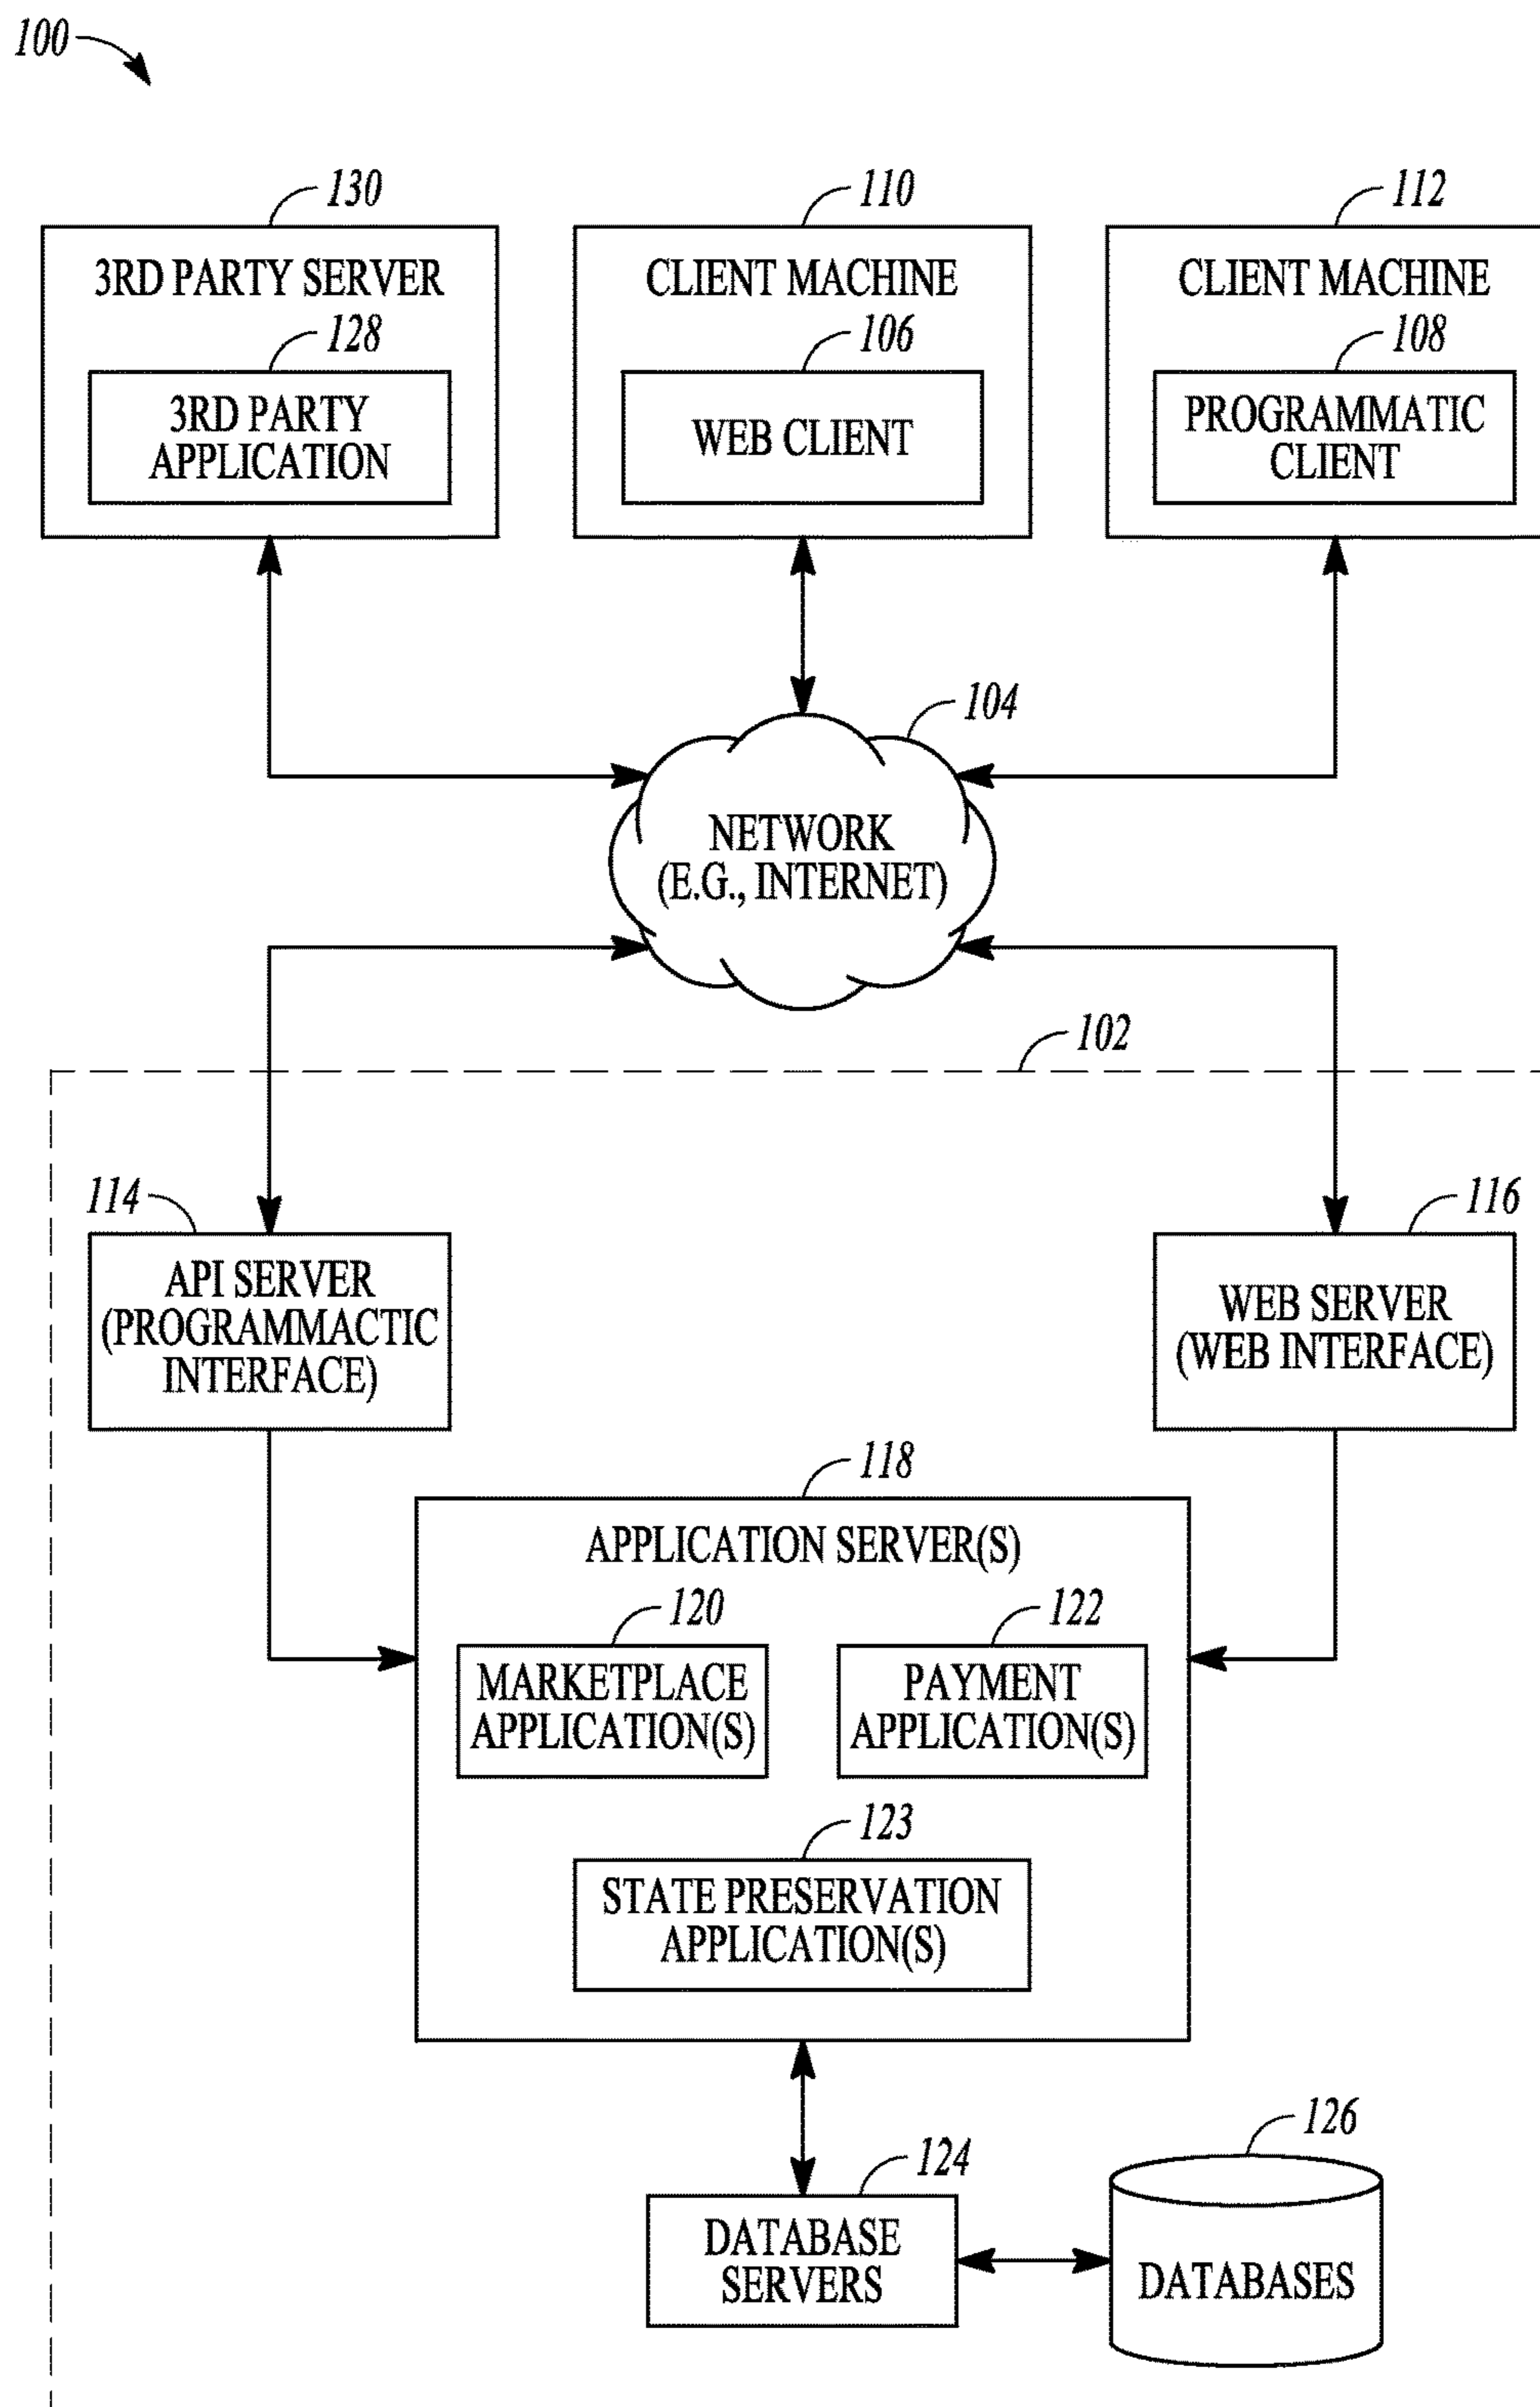 100
130
110
112
3RD PARTY SERVER
CLIENT MACHINE
CLIENT MACHINE
128
106
108
3RD PARTY
APPLICATION
WEB CLIENT
PROGRAMMATIC
CLIENT
104
NETWORK
(E.G., INTERNET)
102
114
116
API SERVER
(PROGRAMMACTIC
INTERFACE)
WEB SERVER
(WEB INTERFACE)
118
APPLICATION SERVER(S)
120
122
MARKETPLACE
APPLICATION(S)
PAYMENT
APPLICATION(S)
123
STATE PRESERVATION
APPLICATION(S)
124
126
DATABASE
SERVERS
DATABASES